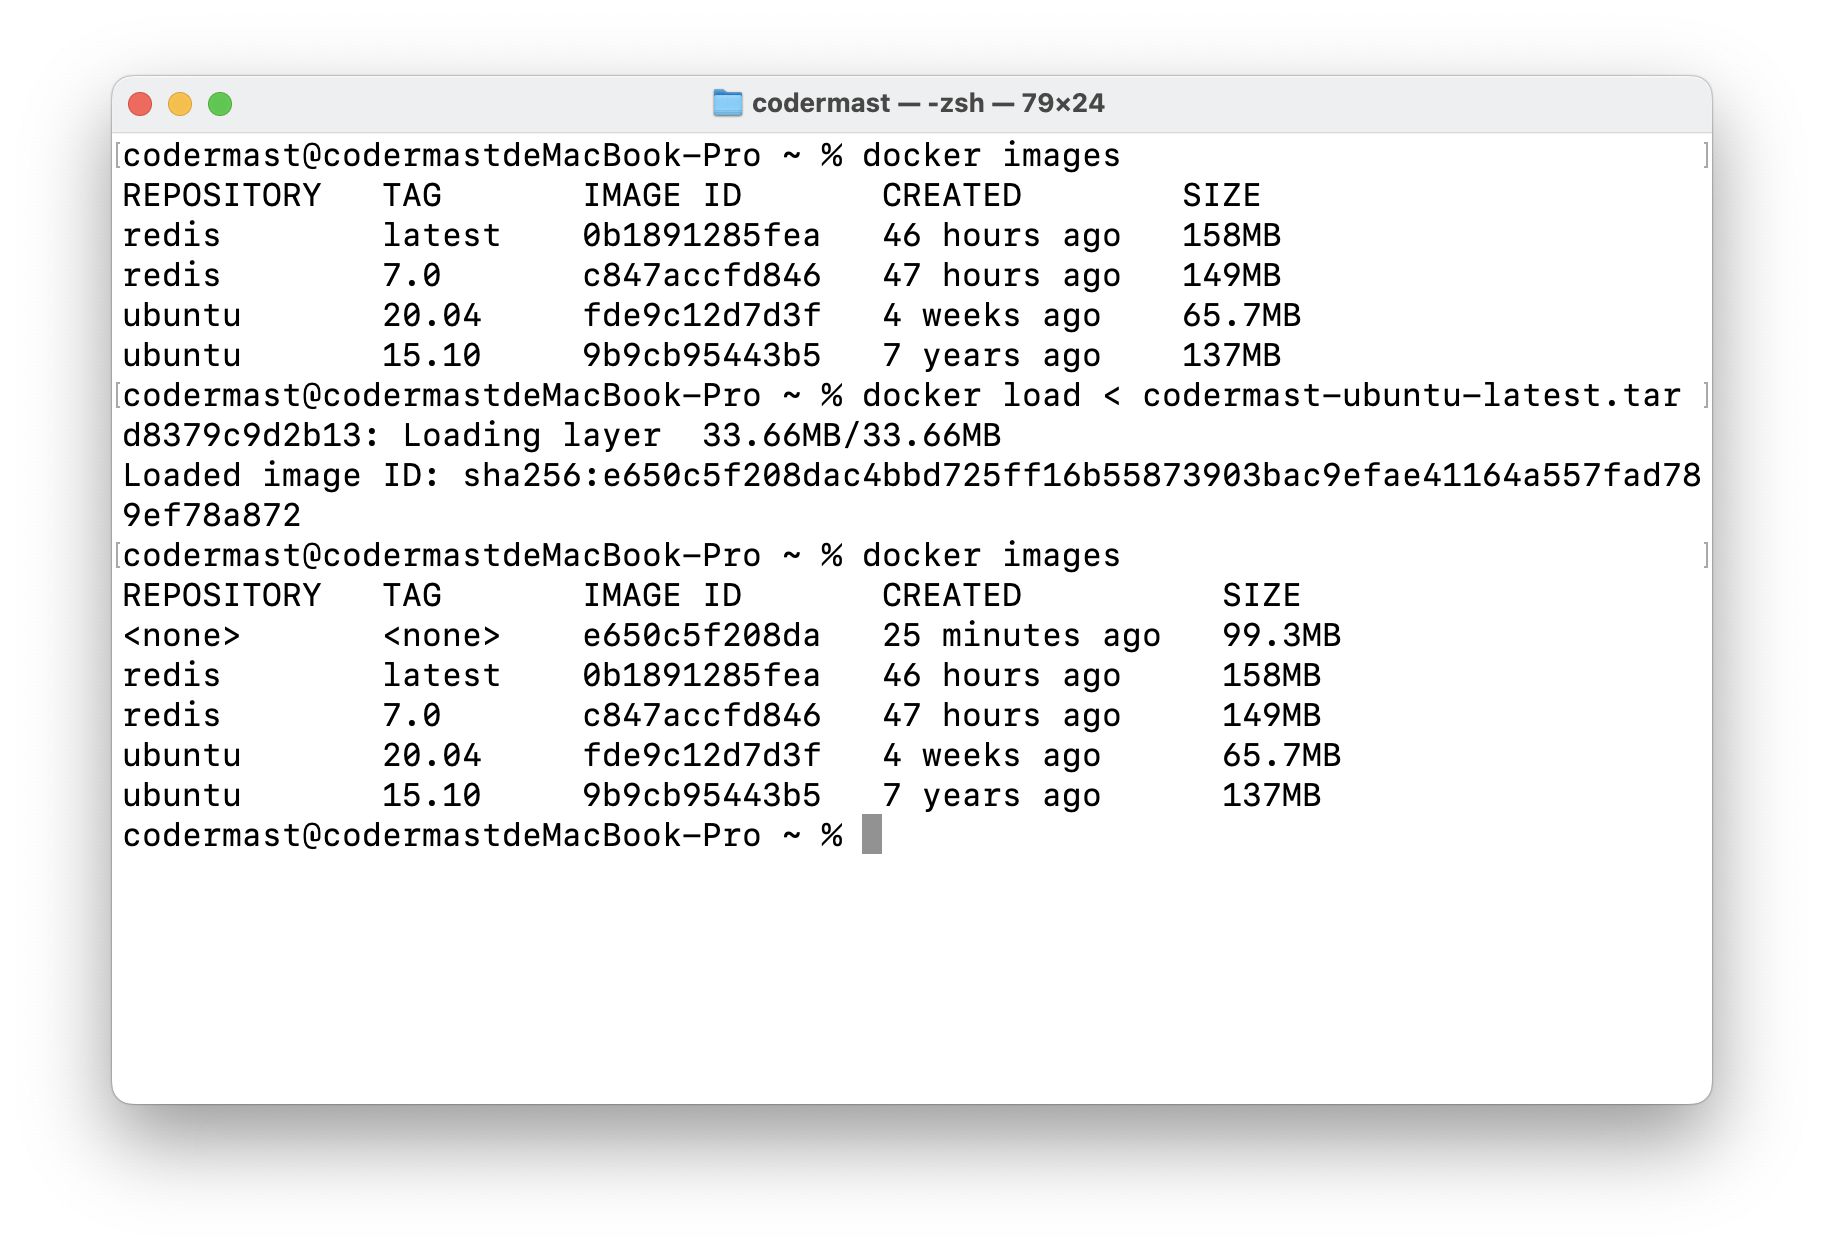 codermast — -zsh — 79×24
[codermast@codermastdeMacBook-Pro ~ % docker images ]
REPOSITORY   TAG       IMAGE ID       CREATED        SIZE
redis        latest    0b1891285fea   46 hours ago   158MB
redis        7.0       c847accfd846   47 hours ago   149MB
ubuntu       20.04     fde9c12d7d3f   4 weeks ago    65.7MB
ubuntu       15.10     9b9cb95443b5   7 years ago    137MB
[codermast@codermastdeMacBook-Pro ~ % docker load < codermast-ubuntu-latest.tar ]
d8379c9d2b13: Loading layer  33.66MB/33.66MB
Loaded image ID: sha256:e650c5f208dac4bbd725ff16b55873903bac9efae41164a557fad78
9ef78a872
[codermast@codermastdeMacBook-Pro ~ % docker images ]
REPOSITORY   TAG       IMAGE ID       CREATED          SIZE
<none>       <none>    e650c5f208da   25 minutes ago   99.3MB
redis        latest    0b1891285fea   46 hours ago     158MB
redis        7.0       c847accfd846   47 hours ago     149MB
ubuntu       20.04     fde9c12d7d3f   4 weeks ago      65.7MB
ubuntu       15.10     9b9cb95443b5   7 years ago      137MB
codermast@codermastdeMacBook-Pro ~ %